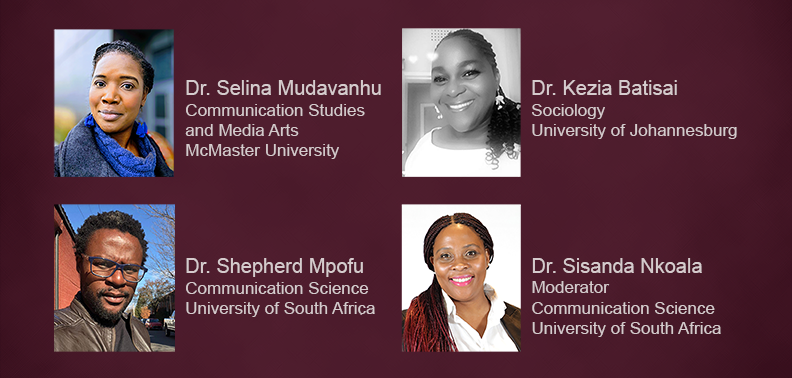 Dr. Selina Mudavanhu
Communication Studies
and Media Arts
McMaster University
Dr. Kezia Batisai
Sociology
University of Johannesburg
Dr. Shepherd Mpofu
Communication Science
University of South Africa
Dr. Sisanda Nkoala
Moderator
Communication Science
University of South Africa